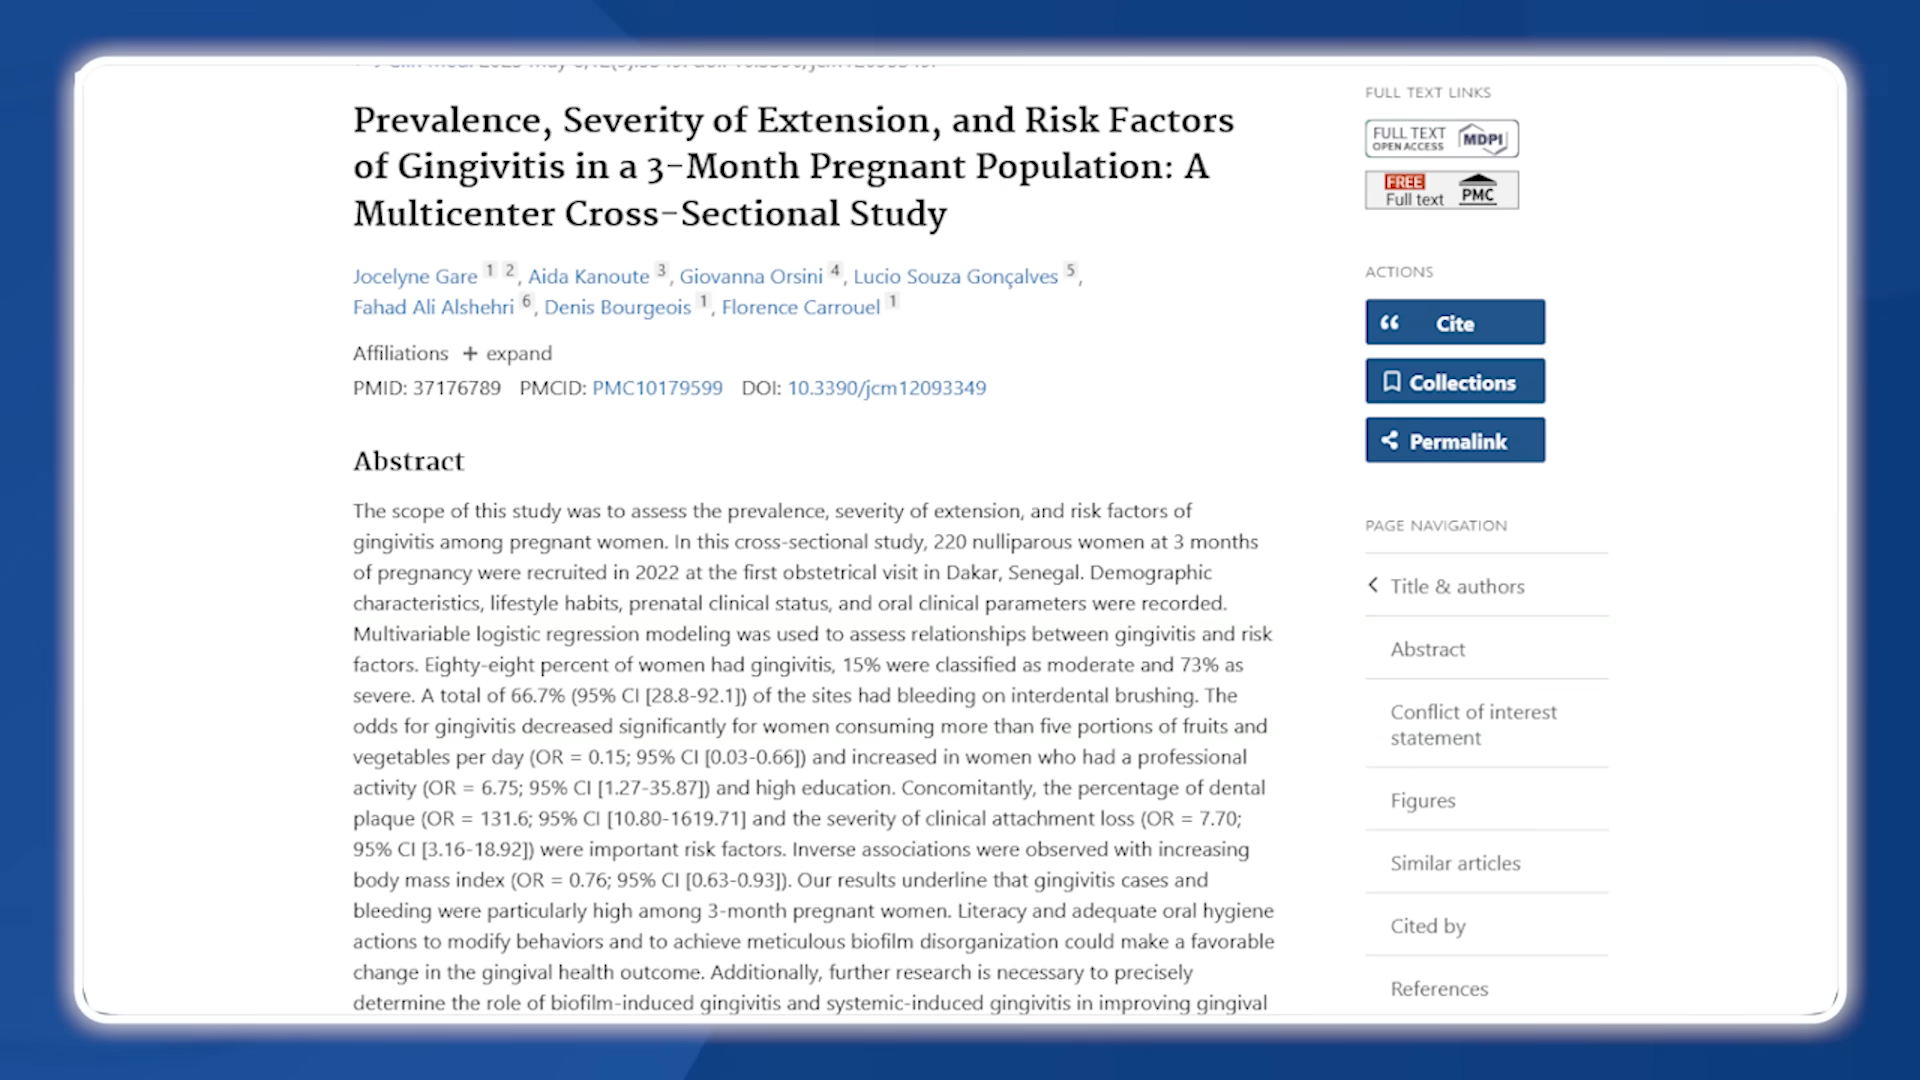 Prevalence, Severity of Extension, and Risk Factors
of Gingivitis in a 3-Month Pregnant Population: A
Multicenter Cross-Sectional Study
Jocelyne Gare 1 2, Aida Kanoute 3, Giovanna Orsini 4, Lucio Souza Gonçalves 5,
Fahad Ali Alshehri 6, Denis Bourgeois 1, Florence Carrouel 1
Affiliations + expand
PMID: 37176789 PMCID: PMC10179599 DOI: 10.3390/jcm12093349
Abstract
The scope of this study was to assess the prevalence, severity of extension, and risk factors of
gingivitis among pregnant women. In this cross-sectional study, 220 nulliparous women at 3 months
of pregnancy were recruited in 2022 at the first obstetrical visit in Dakar, Senegal. Demographic
characteristics, lifestyle habits, prenatal clinical status, and oral clinical parameters were recorded.
Multivariable logistic regression modeling was used to assess relationships between gingivitis and risk
factors. Eighty-eight percent of women had gingivitis, 15% were classified as moderate and 73% as
severe. A total of 66.7% (95% CI [28.8-92.1]) of the sites had bleeding on interdental brushing. The
odds for gingivitis decreased significantly for women consuming more than five portions of fruits and
vegetables per day (OR = 0.15; 95% CI [0.03-0.66]) and increased in women who had a professional
activity (OR = 6.75; 95% CI [1.27-35.87]) and high education. Concomitantly, the percentage of dental
plaque (OR = 131.6; 95% CI [10.80-1619.71] and the severity of clinical attachment loss (OR = 7.70;
95% CI [3.16-18.92]) were important risk factors. Inverse associations were observed with increasing
body mass index (OR = 0.76; 95% CI [0.63-0.93]). Our results underline that gingivitis cases and
bleeding were particularly high among 3-month pregnant women. Literacy and adequate oral hygiene
actions to modify behaviors and to achieve meticulous biofilm disorganization could make a favorable
change in the gingival health outcome. Additionally, further research is necessary to precisely
determine the role of biofilm-induced gingivitis and systemic-induced gingivitis in improving gingival
FULL TEXT LINKS
FULL TEXT
OPEN ACCESS
MDPI
FREE
Full text
PMC
ACTIONS
Cite
Collections
Permalink
PAGE NAVIGATION
Title & authors
Abstract
Conflict of interest
statement
Figures
Similar articles
Cited by
References